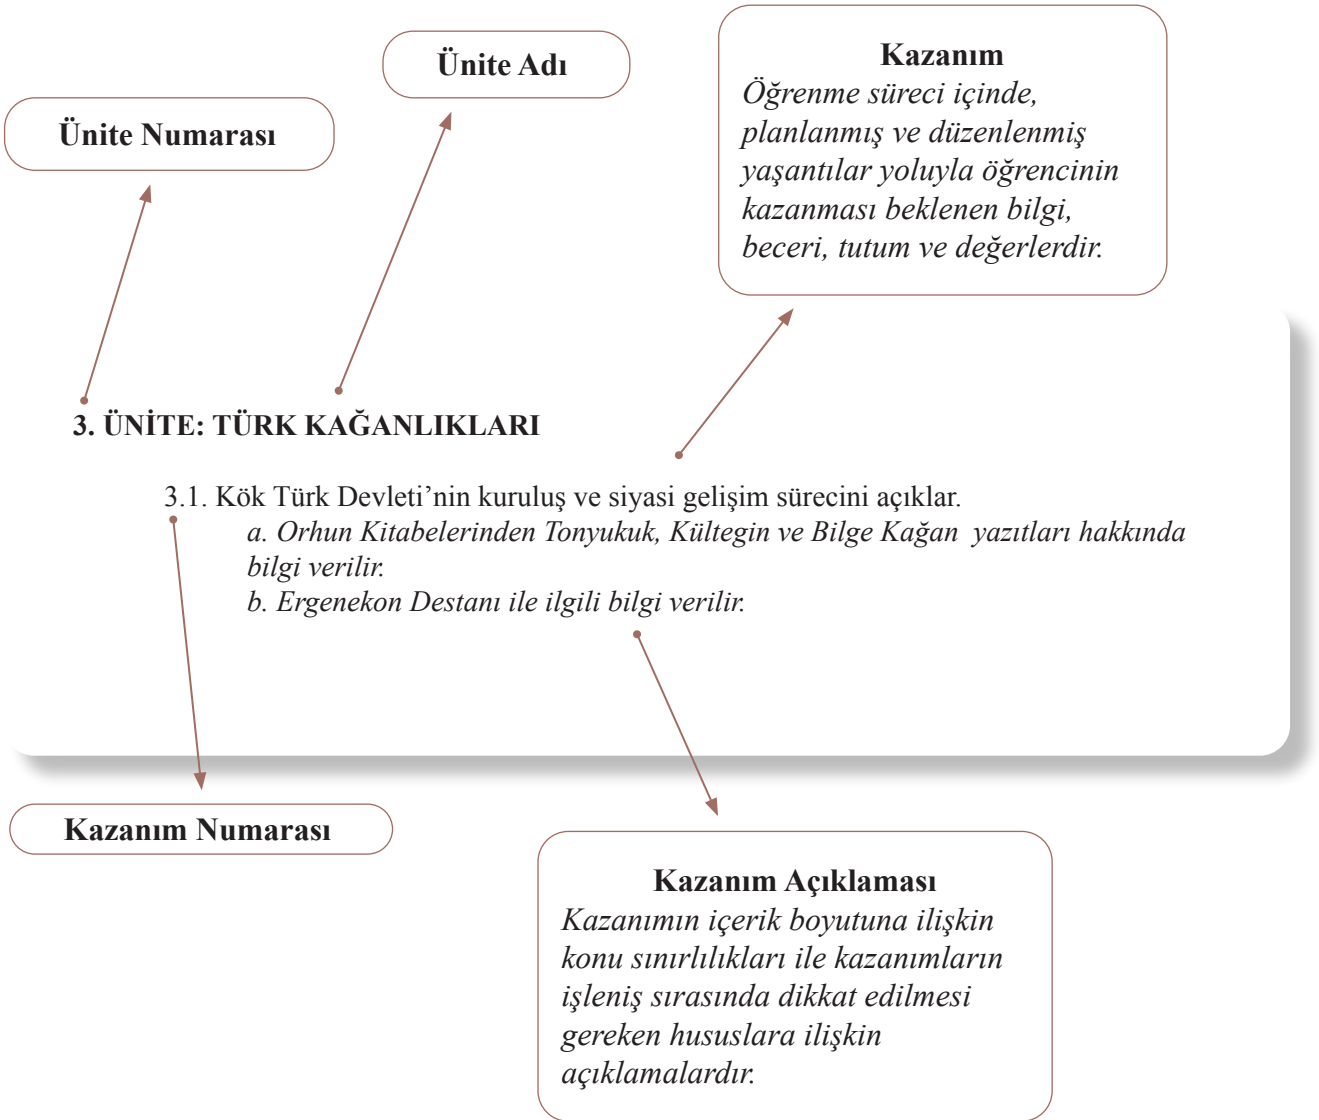 Ünite Adı
Ünite Numarası
Kazanım
Öğrenme süreci içinde,
planlanmış ve düzenlenmiş
yaşantılar yoluyla öğrencinin
kazanması beklenen bilgi,
beceri, tutum ve değerlerdir.
3. ÜNİTE: TÜRK KAĞANLIKLARI
3.1. Kök Türk Devleti’nin kuruluş ve siyasi gelişim sürecini açıklar.
a. Orhun Kitabelerinden Tonyukuk, Kültegin ve Bilge Kağan yazıtları hakkında
bilgi verilir.
b. Ergenekon Destanı ile ilgili bilgi verilir.
Kazanım Numarası
Kazanım Açıklaması
Kazanımın içerik boyutuna ilişkin
konu sınırlılıkları ile kazanımların
işleniş sırasında dikkat edilmesi
gereken hususlara ilişkin
açıklamalardır.